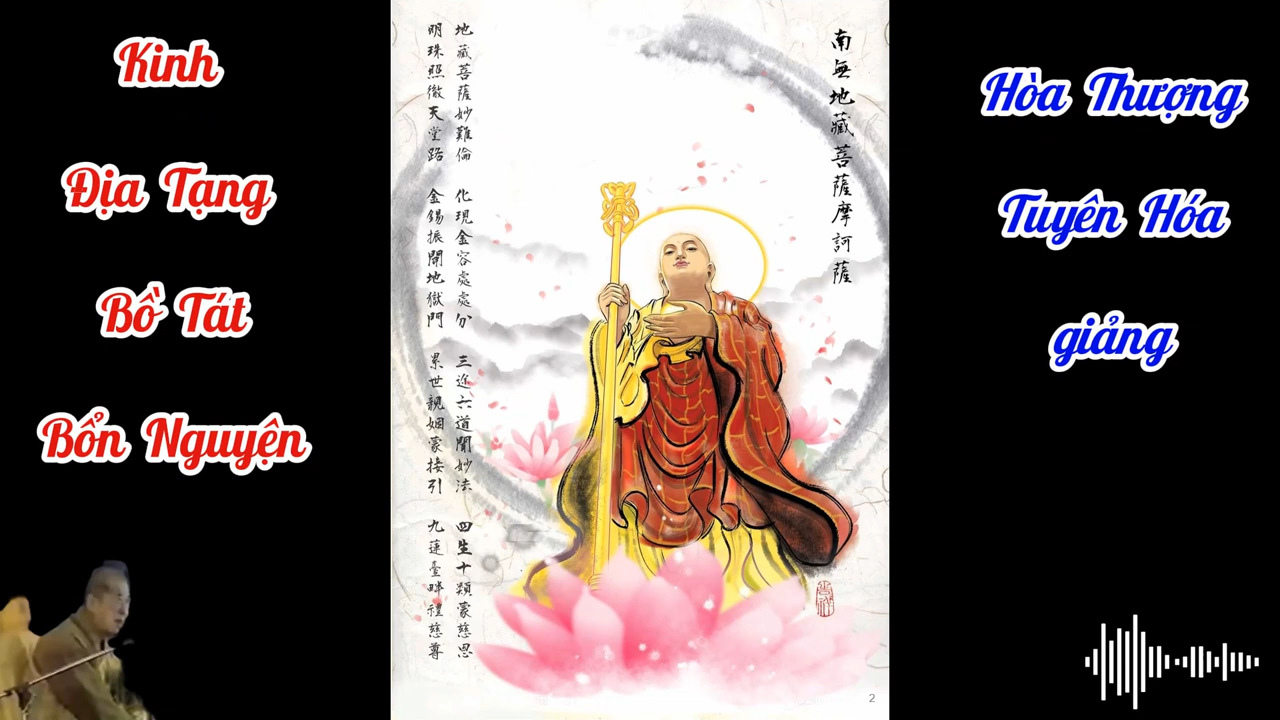 Kinh
Địa Tạng
Bồ Tát
Bổn Nguyện
Hòa Thượng
Tuyên Hóa
giảng
南無地藏菩薩摩訶薩
地藏菩薩妙難倫 化現金容處處分 三途六道聞妙法 四生十類蒙慈恩
明珠照徹天堂路 金錫振開地獄門 累世親姻蒙接引 九蓮臺畔禮慈尊
2